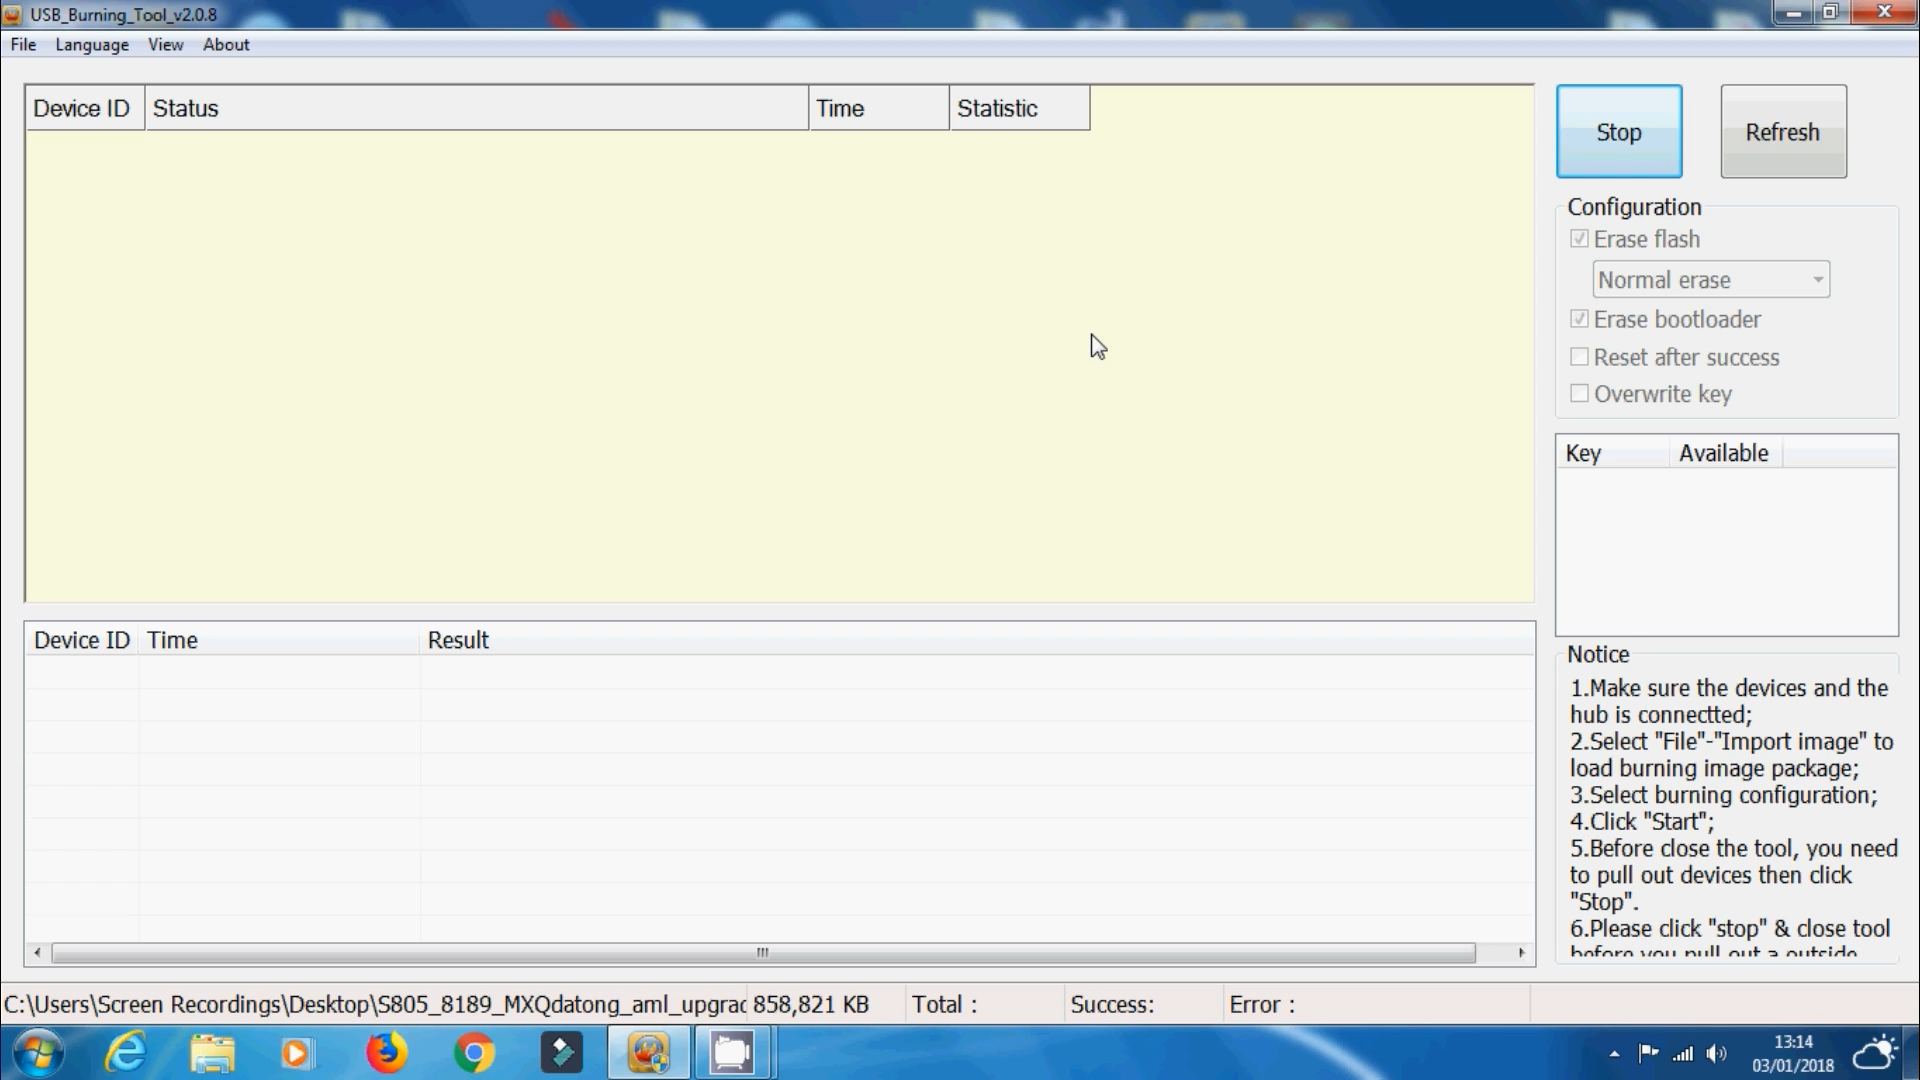 USB_Burning_Tool_v2.0.8
File Language View About
Device ID Status Time Statistic
Stop Refresh
Configuration
Erase flash
Normal erase
Erase bootloader
Reset after success
Overwrite key
Key Available
Device ID Time Result
Notice
1.Make sure the devices and the
hub is connectted;
2.Select "File"-"Import image" to
load burning image package;
3.Select burning configuration;
4.Click "Start";
5.Before close the tool, you need
to pull out devices then click
"Stop".
6.Please click "stop" & close tool
before you pull out a outside
C:\Users\Screen Recordings\Desktop\S805_8189_MXQdatong_aml_upgrac 858,821 KB Total : Success: Error :
13:14
03/01/2018